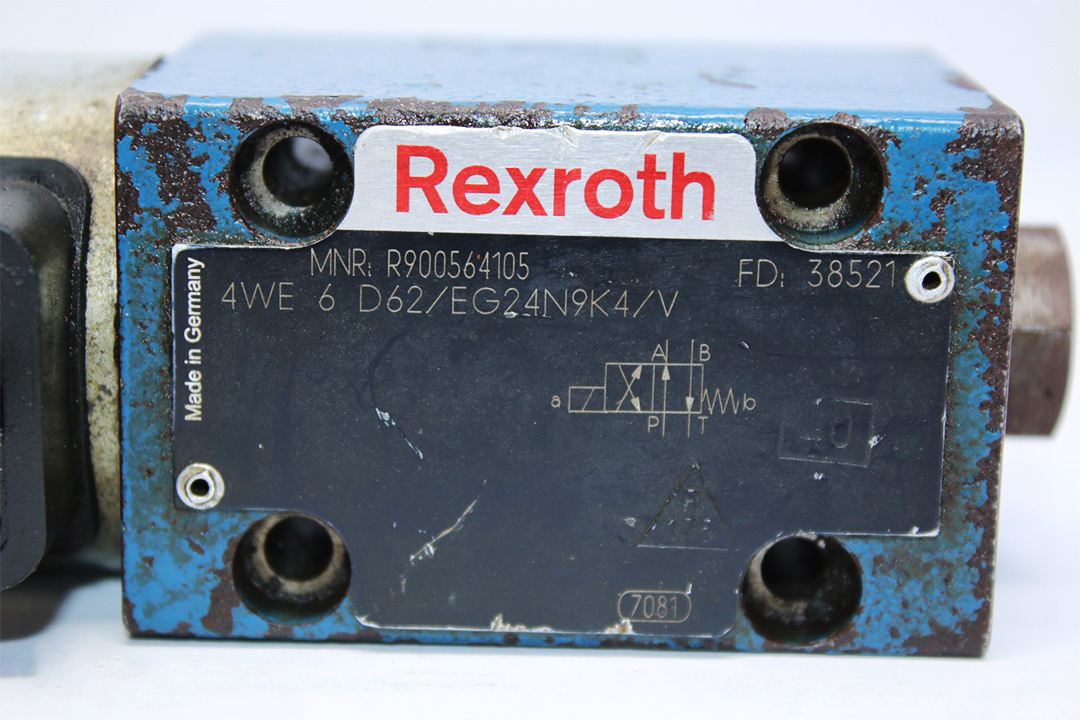 Rexroth
MNR: R900564105
FD: 38521
4WE 6 D62/EG24N9K4/V
Made in Germany
A B
a b
P T
7081